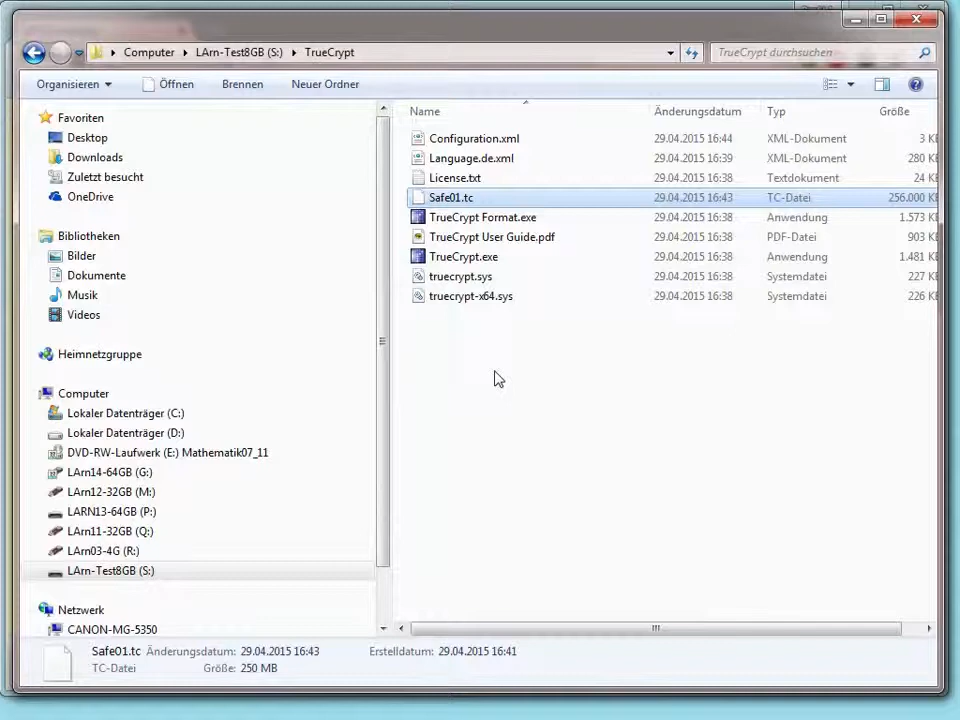 Computer LArn-Test8GB (S:) TrueCrypt
TrueCrypt durchsuchen
Organisieren Öffnen Brennen Neuer Ordner
Name Änderungsdatum Typ Größe
Configuration.xml 29.04.2015 16:44 XML-Dokument 3 KB
Language.de.xml 29.04.2015 16:39 XML-Dokument 280 KB
License.txt 29.04.2015 16:38 Textdokument 24 KB
Safe01.tc 29.04.2015 16:43 TC-Datei 256.000 KB
TrueCrypt Format.exe 29.04.2015 16:38 Anwendung 1.573 KB
TrueCrypt User Guide.pdf 29.04.2015 16:38 PDF-Datei 903 KB
TrueCrypt.exe 29.04.2015 16:38 Anwendung 1.481 KB
truecrypt.sys 29.04.2015 16:38 Systemdatei 227 KB
truecrypt-x64.sys 29.04.2015 16:38 Systemdatei 226 KB
Favoriten
Desktop
Downloads
Zuletzt besucht
OneDrive
Bibliotheken
Bilder
Dokumente
Musik
Videos
Heimnetzgruppe
Computer
Lokaler Datenträger (C:)
Lokaler Datenträger (D:)
DVD-RW-Laufwerk (E:) Mathematik07_11
LArn14-64GB (G:)
LArn12-32GB (M:)
LARN13-64GB (P:)
LArn11-32GB (Q:)
LArn03-4G (R:)
LArn-Test8GB (S:)
Netzwerk
CANON-MG-5350
Safe01.tc Änderungsdatum: 29.04.2015 16:43 Erstelldatum: 29.04.2015 16:41
TC-Datei Größe: 250 MB